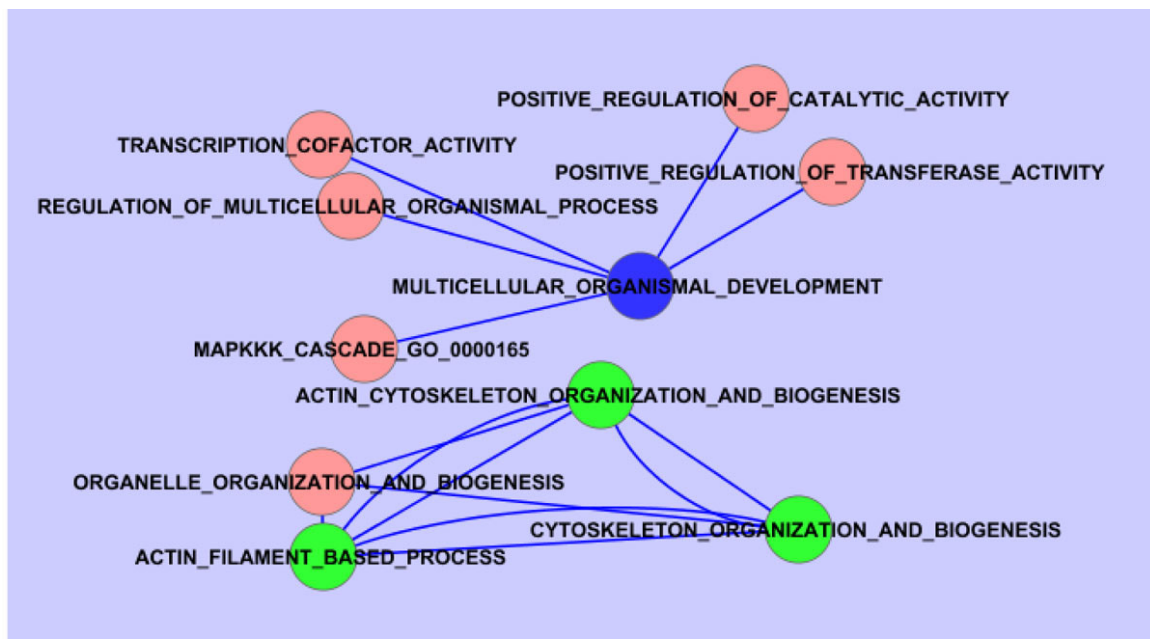 POSITIVE_REGULATION_OF_CATALYTIC_ACTIVITY
TRANSCRIPTION_COFACTOR_ACTIVITY
POSITIVE_REGULATION_OF_TRANSFERASE_ACTIVITY
REGULATION_OF_MULTICELLULAR_ORGANISMAL_PROCESS
MULTICELLULAR_ORGANISMAL_DEVELOPMENT
MAPKKK_CASCADE_GO_0000165
ACTIN_CYTOSKELETON_ORGANIZATION_AND_BIOGENESIS
ORGANELLE_ORGANIZATION_AND_BIOGENESIS
CYTOSKELETON_ORGANIZATION_AND_BIOGENESIS
ACTIN_FILAMENT_BASED_PROCESS